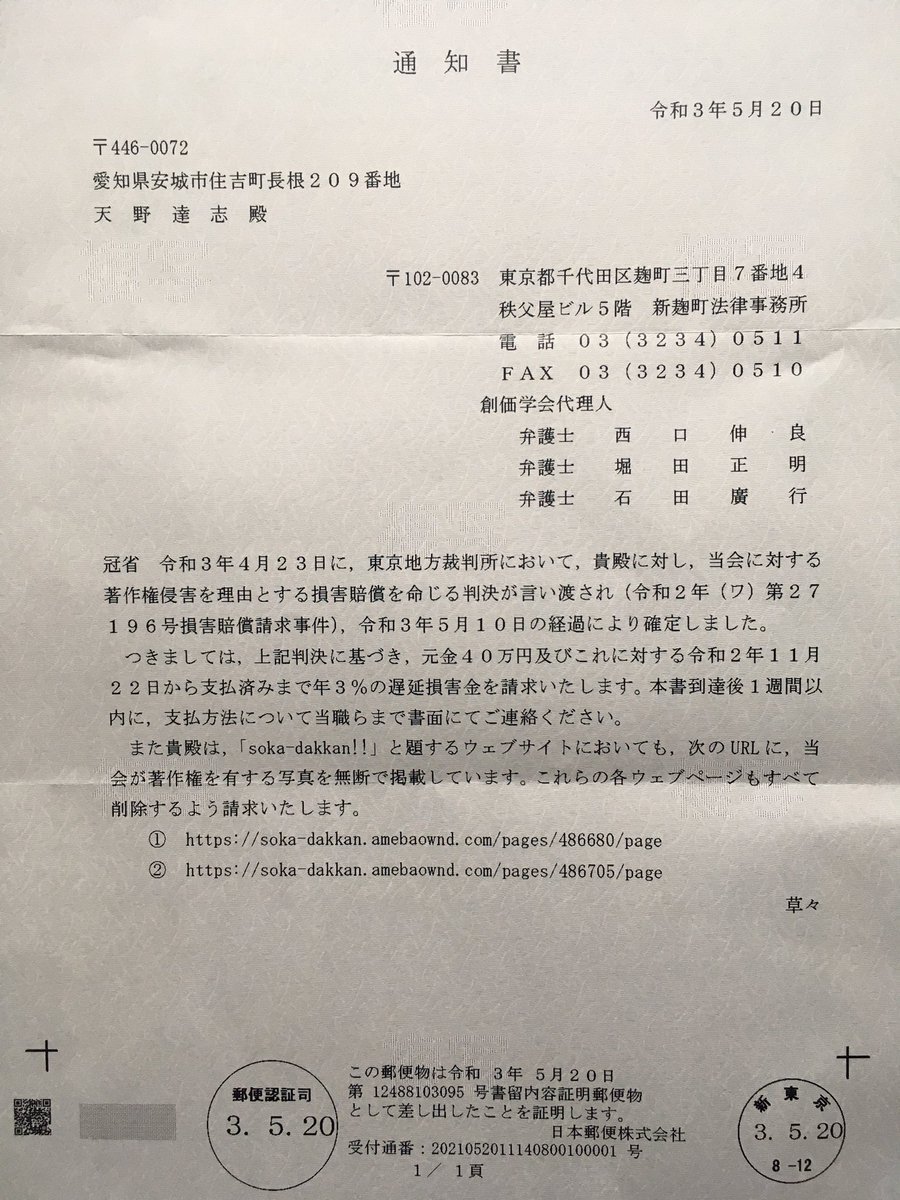 通 知 書
令和３年５月２０日
〒446-0072
愛知県安城市住吉町長根２０９番地
天 野 達 志 殿
〒102-0083 東京都千代田区麹町三丁目７番地４
秩父屋ビル５階 新麹町法律事務所
電 話 ０３（３２３４）０５１１
ＦＡＸ ０３（３２３４）０５１０
創価学会代理人
弁護士 西 口 伸 良
弁護士 堀 田 正 明
弁護士 石 田 廣 行
冠省 令和３年４月２３日に，東京地方裁判所において，貴殿に対し，当会に対する
著作権侵害を理由とする損害賠償を命じる判決が言い渡され（令和２年（ワ）第２７
１９６号損害賠償請求事件），令和３年５月１０日の経過により確定しました。
つきましては，上記判決に基づき，元金４０万円及びこれに対する令和２年１１月
２２日から支払済みまで年３％の遅延損害金を請求いたします。本書到達後１週間以
内に，支払方法について当職らまで書面にてご連絡ください。
また貴殿は，「soka-dakkan!!」と題するウェブサイトにおいても，次のURLに，当
会が著作権を有する写真を無断で掲載しています。これらの各ウェブページもすべて
削除するよう請求いたします。
① https://soka-dakkan.amebaownd.com/pages/486680/page
② https://soka-dakkan.amebaownd.com/pages/486705/page
草々
この郵便物は令和 ３年 ５月２０日
第 12488103095 号書留内容証明郵便物
として差し出したことを証明します。
日本郵便株式会社
受付通番：2021052011140800100001 号
１／ １頁
郵便認証司
3. 5. 20
新東京
3. 5. 20
8 -12